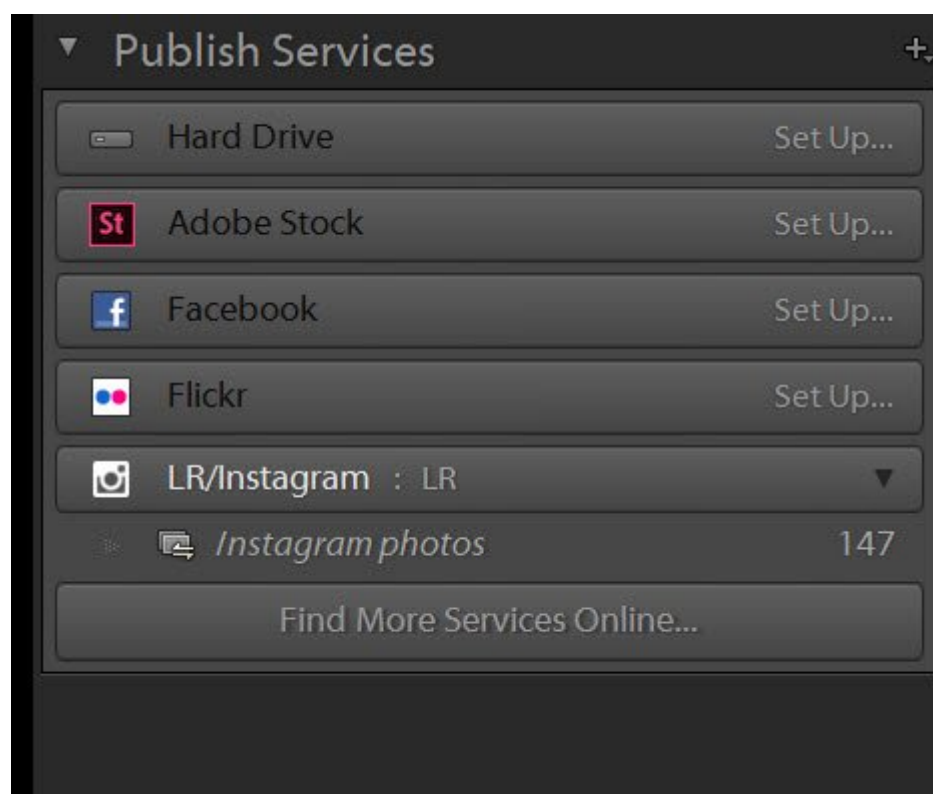 Publish Services
Hard Drive Set Up...
St Adobe Stock Set Up...
f Facebook Set Up...
Flickr Set Up...
LR/Instagram : LR
Instagram photos 147
Find More Services Online...